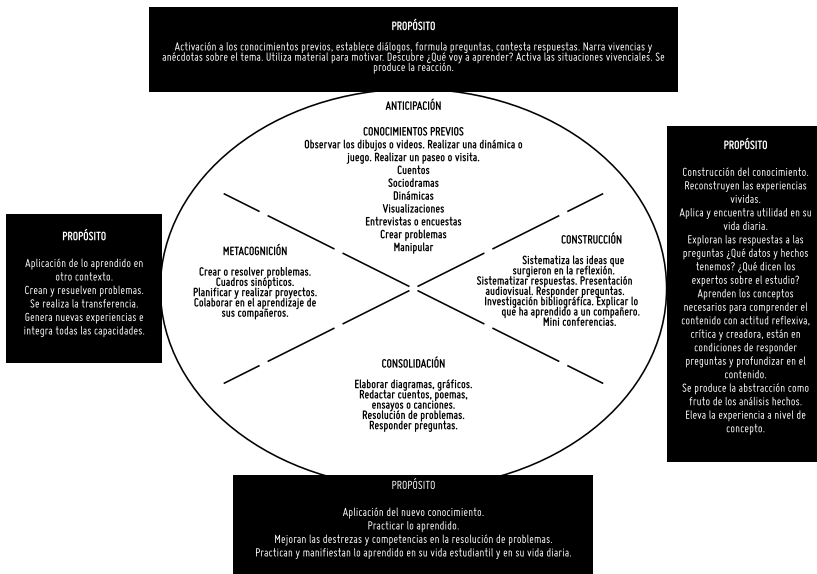 PROPÓSITO
Activación a los conocimientos previos, establece diálogos, formula preguntas, contesta respuestas. Narra vivencias y
anécdotas sobre el tema. Utiliza material para motivar. Descubre ¿Qué voy a aprender? Activa las situaciones vivenciales. Se
produce la reacción.
ANTICIPACIÓN
CONOCIMIENTOS PREVIOS
Observar los dibujos o videos. Realizar una dinámica o
juego. Realizar un paseo o visita.
Cuentos
Sociodramas
Dinámicas
Visualizaciones
Entrevistas o encuestas
Crear problemas
Manipular
PROPÓSITO
Aplicación de lo aprendido en
otro contexto.
Crean y resuelven problemas.
Se realiza la transferencia.
Genera nuevas experiencias e
integra todas las capacidades.
METACOGNICIÓN
Crear o resolver problemas.
Cuadros sinópticos.
Planificar y realizar proyectos.
Colaborar en el aprendizaje de
sus compañeros.
CONSTRUCCIÓN
Sistematiza las ideas que
surgieron en la reflexión.
Sistematizar respuestas. Presentación
audiovisual. Responder preguntas.
Investigación bibliográfica. Explicar lo
que ha aprendido a un compañero.
Mini conferencias.
PROPÓSITO
Construcción del conocimiento.
Reconstruyen las experiencias
vividas.
Aplica y encuentra utilidad en su
vida diaria.
Exploran las respuestas a las
preguntas ¿Qué datos y hechos
tenemos? ¿Qué dicen los
expertos sobre el estudio?
Aprenden los conceptos
necesarios para comprender el
contenido con actitud reflexiva,
crítica y creadora, están en
condiciones de responder
preguntas y profundizar en el
contenido.
Se produce la abstracción como
fruto de los análisis hechos.
Eleva la experiencia a nivel de
concepto.
CONSOLIDACIÓN
Elaborar diagramas, gráficos.
Redactar cuentos, poemas,
ensayos o canciones.
Resolución de problemas.
Responder preguntas.
PROPÓSITO
Aplicación del nuevo conocimiento.
Practicar lo aprendido.
Mejoran las destrezas y competencias en la resolución de problemas.
Practican y manifiestan lo aprendido en su vida estudiantil y en su vida diaria.